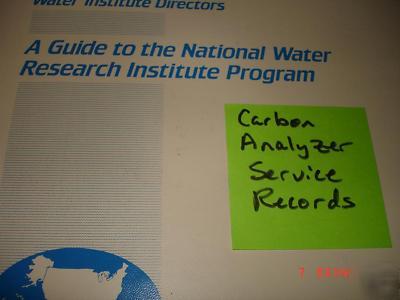 Water Institute Directors
A Guide to the National Water
Research Institute Program
Carbon
Analyzer
Service
Records